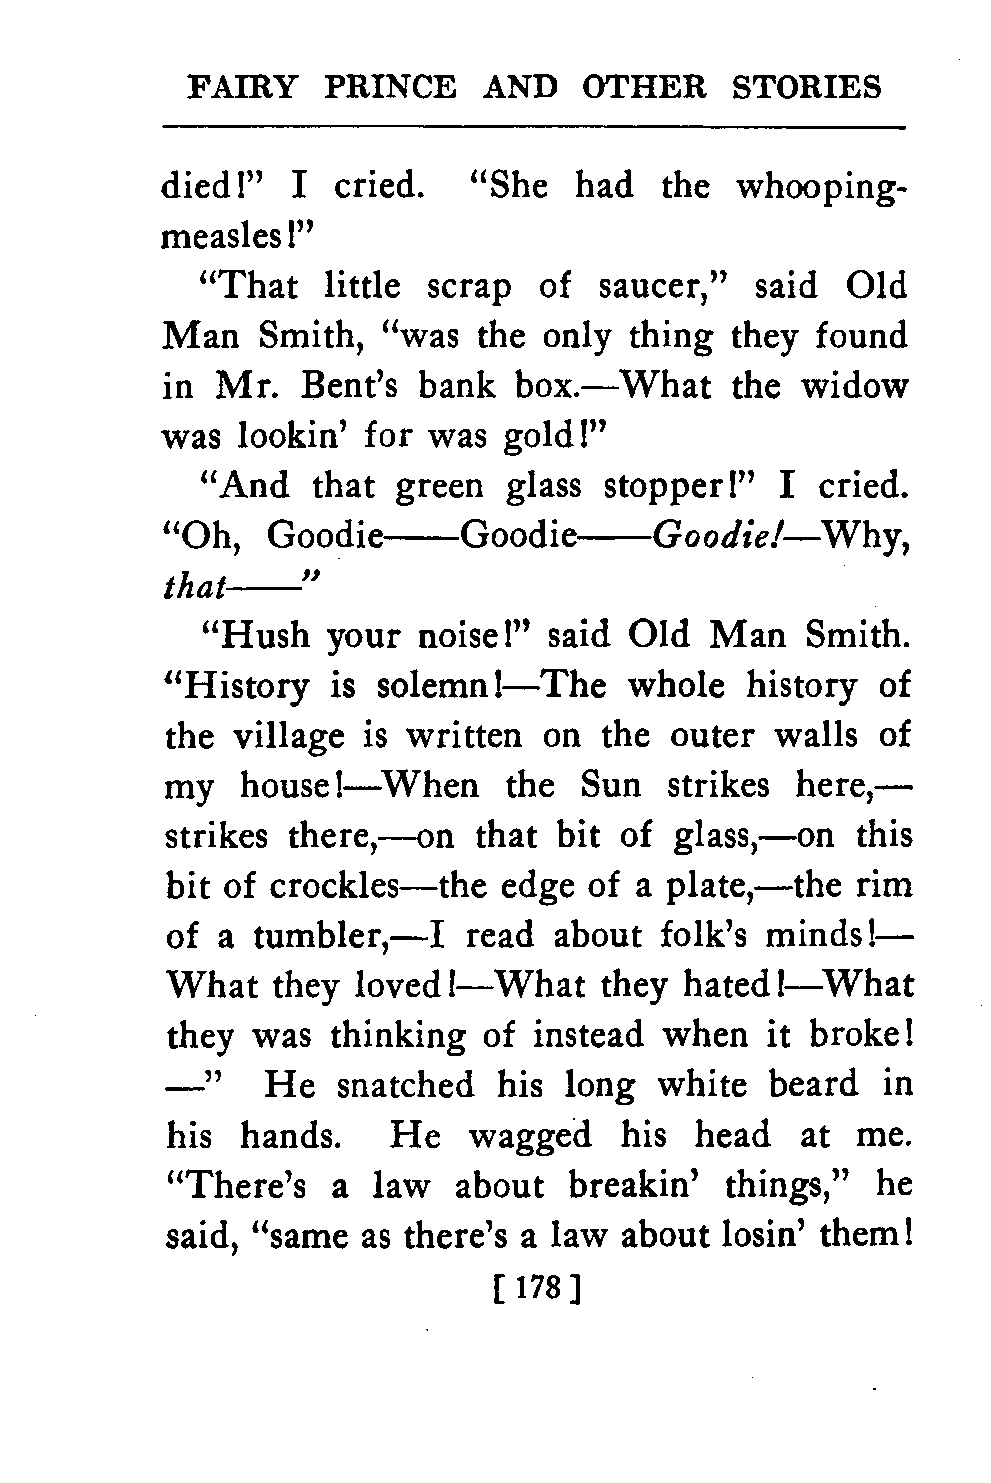 FAIRY PRINCE AND OTHER STORIES
died!” I cried. “She had the whooping-
measles!”
“That little scrap of saucer,” said Old
Man Smith, “was the only thing they found
in Mr. Bent’s bank box.—What the widow
was lookin’ for was gold!”
“And that green glass stopper!” I cried.
“Oh, Goodie——Goodie——Goodie!—Why,
that——”
“Hush your noise!” said Old Man Smith.
“History is solemn!—The whole history of
the village is written on the outer walls of
my house!—When the Sun strikes here,—
strikes there,—on that bit of glass,—on this
bit of crockles—the edge of a plate,—the rim
of a tumbler,—I read about folk’s minds!—
What they loved!—What they hated!—What
they was thinking of instead when it broke!
—” He snatched his long white beard in
his hands. He wagged his head at me.
“There’s a law about breakin’ things,” he
said, “same as there’s a law about losin’ them!
[ 178 ]